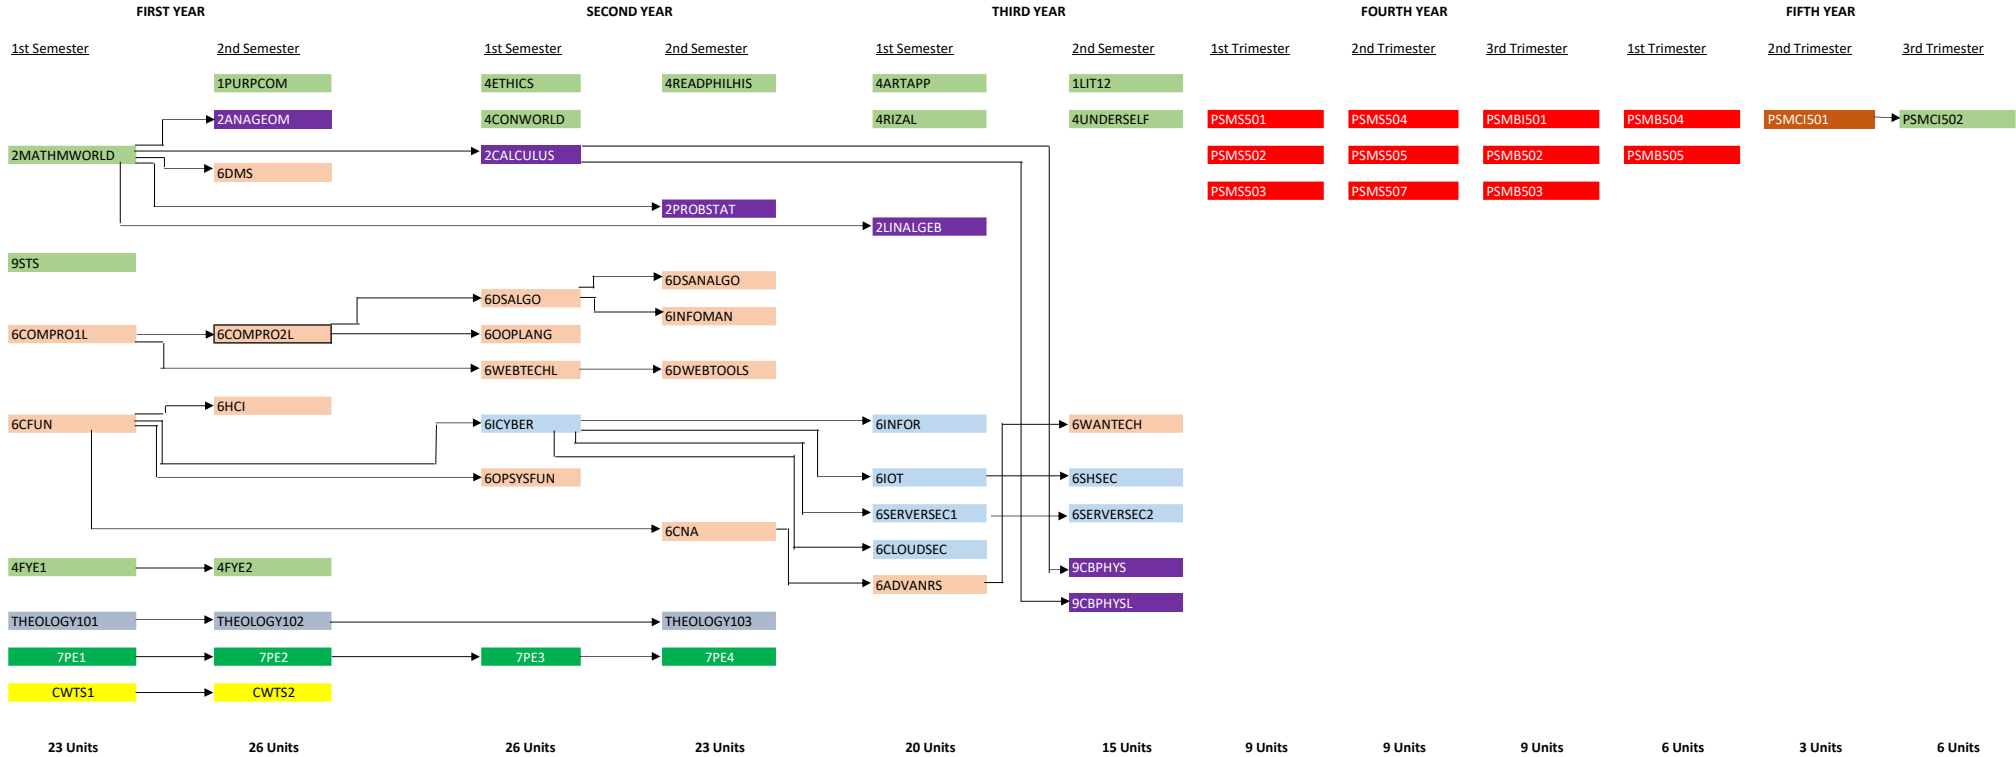 FIRST YEAR SECOND YEAR THIRD YEAR FOURTH YEAR FIFTH YEAR
1st Semester 2nd Semester 1st Semester 2nd Semester 1st Semester 2nd Semester 1st Trimester 2nd Trimester 3rd Trimester 1st Trimester 2nd Trimester 3rd Trimester
1PURPCOM 4ETHICS 4READPHILHIS 4ARTAPP 1LIT12
2ANAGEOM 4CONWORLD 4RIZAL 4UNDERSELF PSMS501 PSMS504 PSMBI501 PSMB504 PSMCI501 PSMCI502
2MATHMWORLD 2CALCULUS PSMS502 PSMS505 PSMB502 PSMB505
6DMS
PSMS503 PSMS507 PSMB503
2PROBSTAT
2LINALGEB
9STS
6DSANALGO
6DSALGO
6INFOMAN
6COMPRO1L 6COMPRO2L 6OOPLANG
6WEBTECHL 6DWEBTOOLS
6HCI
6CFUN 6ICYBER 6INFOR 6WANTECH
6OPSYSFUN 6IOT 6SHSEC
6SERVERSEC1 6SERVERSEC2
6CNA
6CLOUDSEC
4FYE1 4FYE2 9CBPHYS
6ADVANRS
9CBPHYSL
THEOLOGY101 THEOLOGY102 THEOLOGY103
7PE1 7PE2 7PE3 7PE4
CWTS1 CWTS2
23 Units 26 Units 26 Units 23 Units 20 Units 15 Units 9 Units 9 Units 9 Units 6 Units 3 Units 6 Units